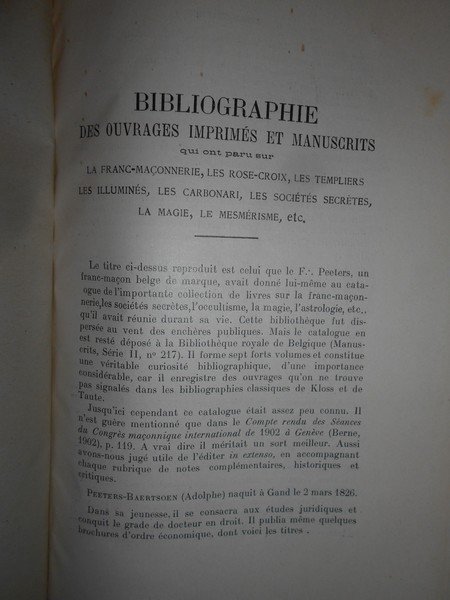 BIBLIOGRAPHIE
DES OUVRAGES IMPRIMÉS ET MANUSCRITS
qui ont paru sur
LA FRANC-MAÇONNERIE, LES ROSE-CROIX, LES TEMPLIERS
LES ILLUMINÉS, LES CARBONARI, LES SOCIÉTÉS SECRÈTES,
LA MAGIE, LE MESMÉRISME, etc.
Le titre ci-dessus reproduit est celui que le F∴ Peeters, un
franc-maçon belge de marque, avait donné lui-même au cata-
logue de l'importante collection de livres sur la franc-maçon-
nerie, les sociétés secrètes, l'occultisme, la magie, l'astrologie, etc.,
qu'il avait réunie durant sa vie. Cette bibliothèque fut dis-
persée au vent des enchères publiques. Mais le catalogue en
est resté déposé à la Bibliothèque royale de Belgique (Manus-
crits, Série II, nº 217). Il forme sept forts volumes et constitue
une véritable curiosité bibliographique, d'une importance
considérable, car il enregistre des ouvrages qu'on ne trouve
pas signalés dans les bibliographies classiques de Kloss et de
Taute.
Jusqu'ici cependant ce catalogue était assez peu connu. Il
n'est guère mentionné que dans le Compte rendu des Séances
du Congrès maçonnique international de 1902 à Genève (Berne,
1902), p. 119. A vrai dire il méritait un sort meilleur. Aussi
avons-nous jugé utile de l'éditer in extenso, en accompagnant
chaque rubrique de notes complémentaires, historiques et
critiques.
PEETERS-BAERTSOEN (Adolphe) naquit à Gand le 2 mars 1826.
Dans sa jeunesse, il se consacra aux études juridiques et
conquit le grade de docteur en droit. Il publia même quelques
brochures d'ordre économique, dont voici les titres .